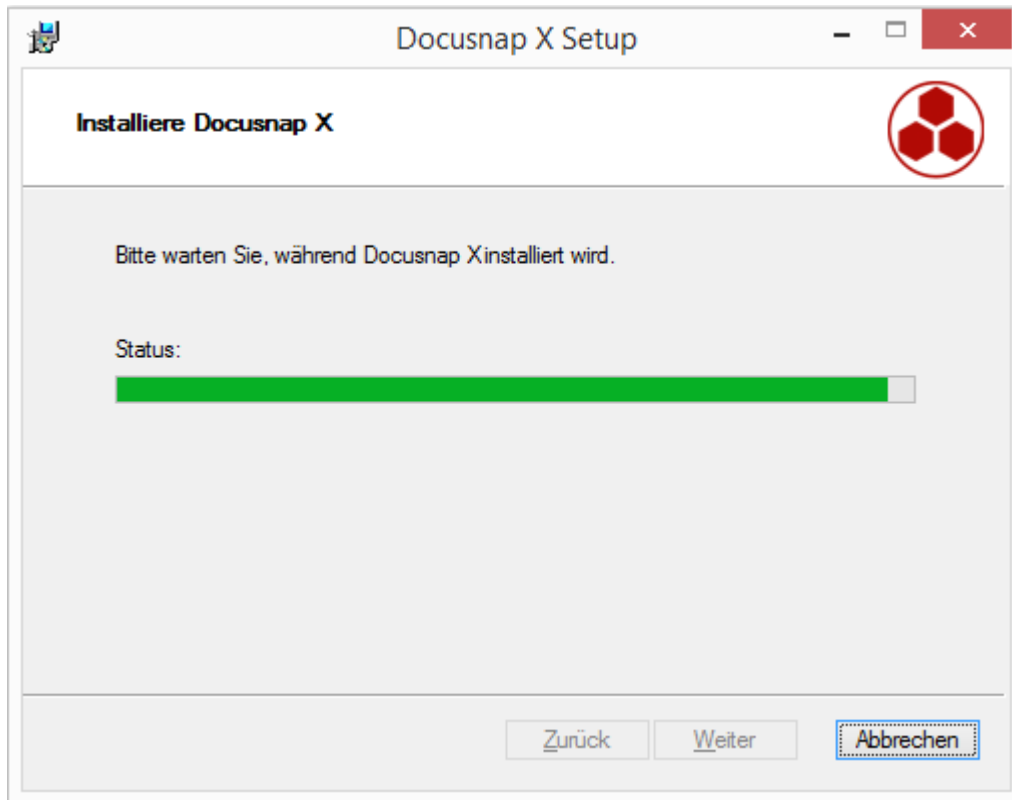 Docusnap X Setup
Installiere Docusnap X
Bitte warten Sie, während Docusnap Xinstalliert wird.
Status:
Zurück
Weiter
Abbrechen